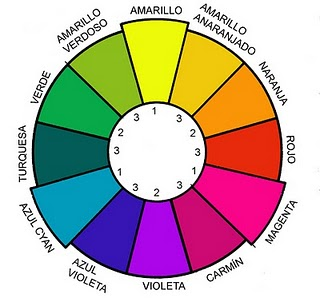 AMARILLO
AMARILLO
ANARANJADO
NARANJA
ROJO
MAGENTA
CARMÍN
VIOLETA
AZUL
VIOLETA
AZUL CYAN
TURQUESA
VERDE
AMARILLO
VERDOSO
1
3
2
3
1
3
2
3
1
3
2
3